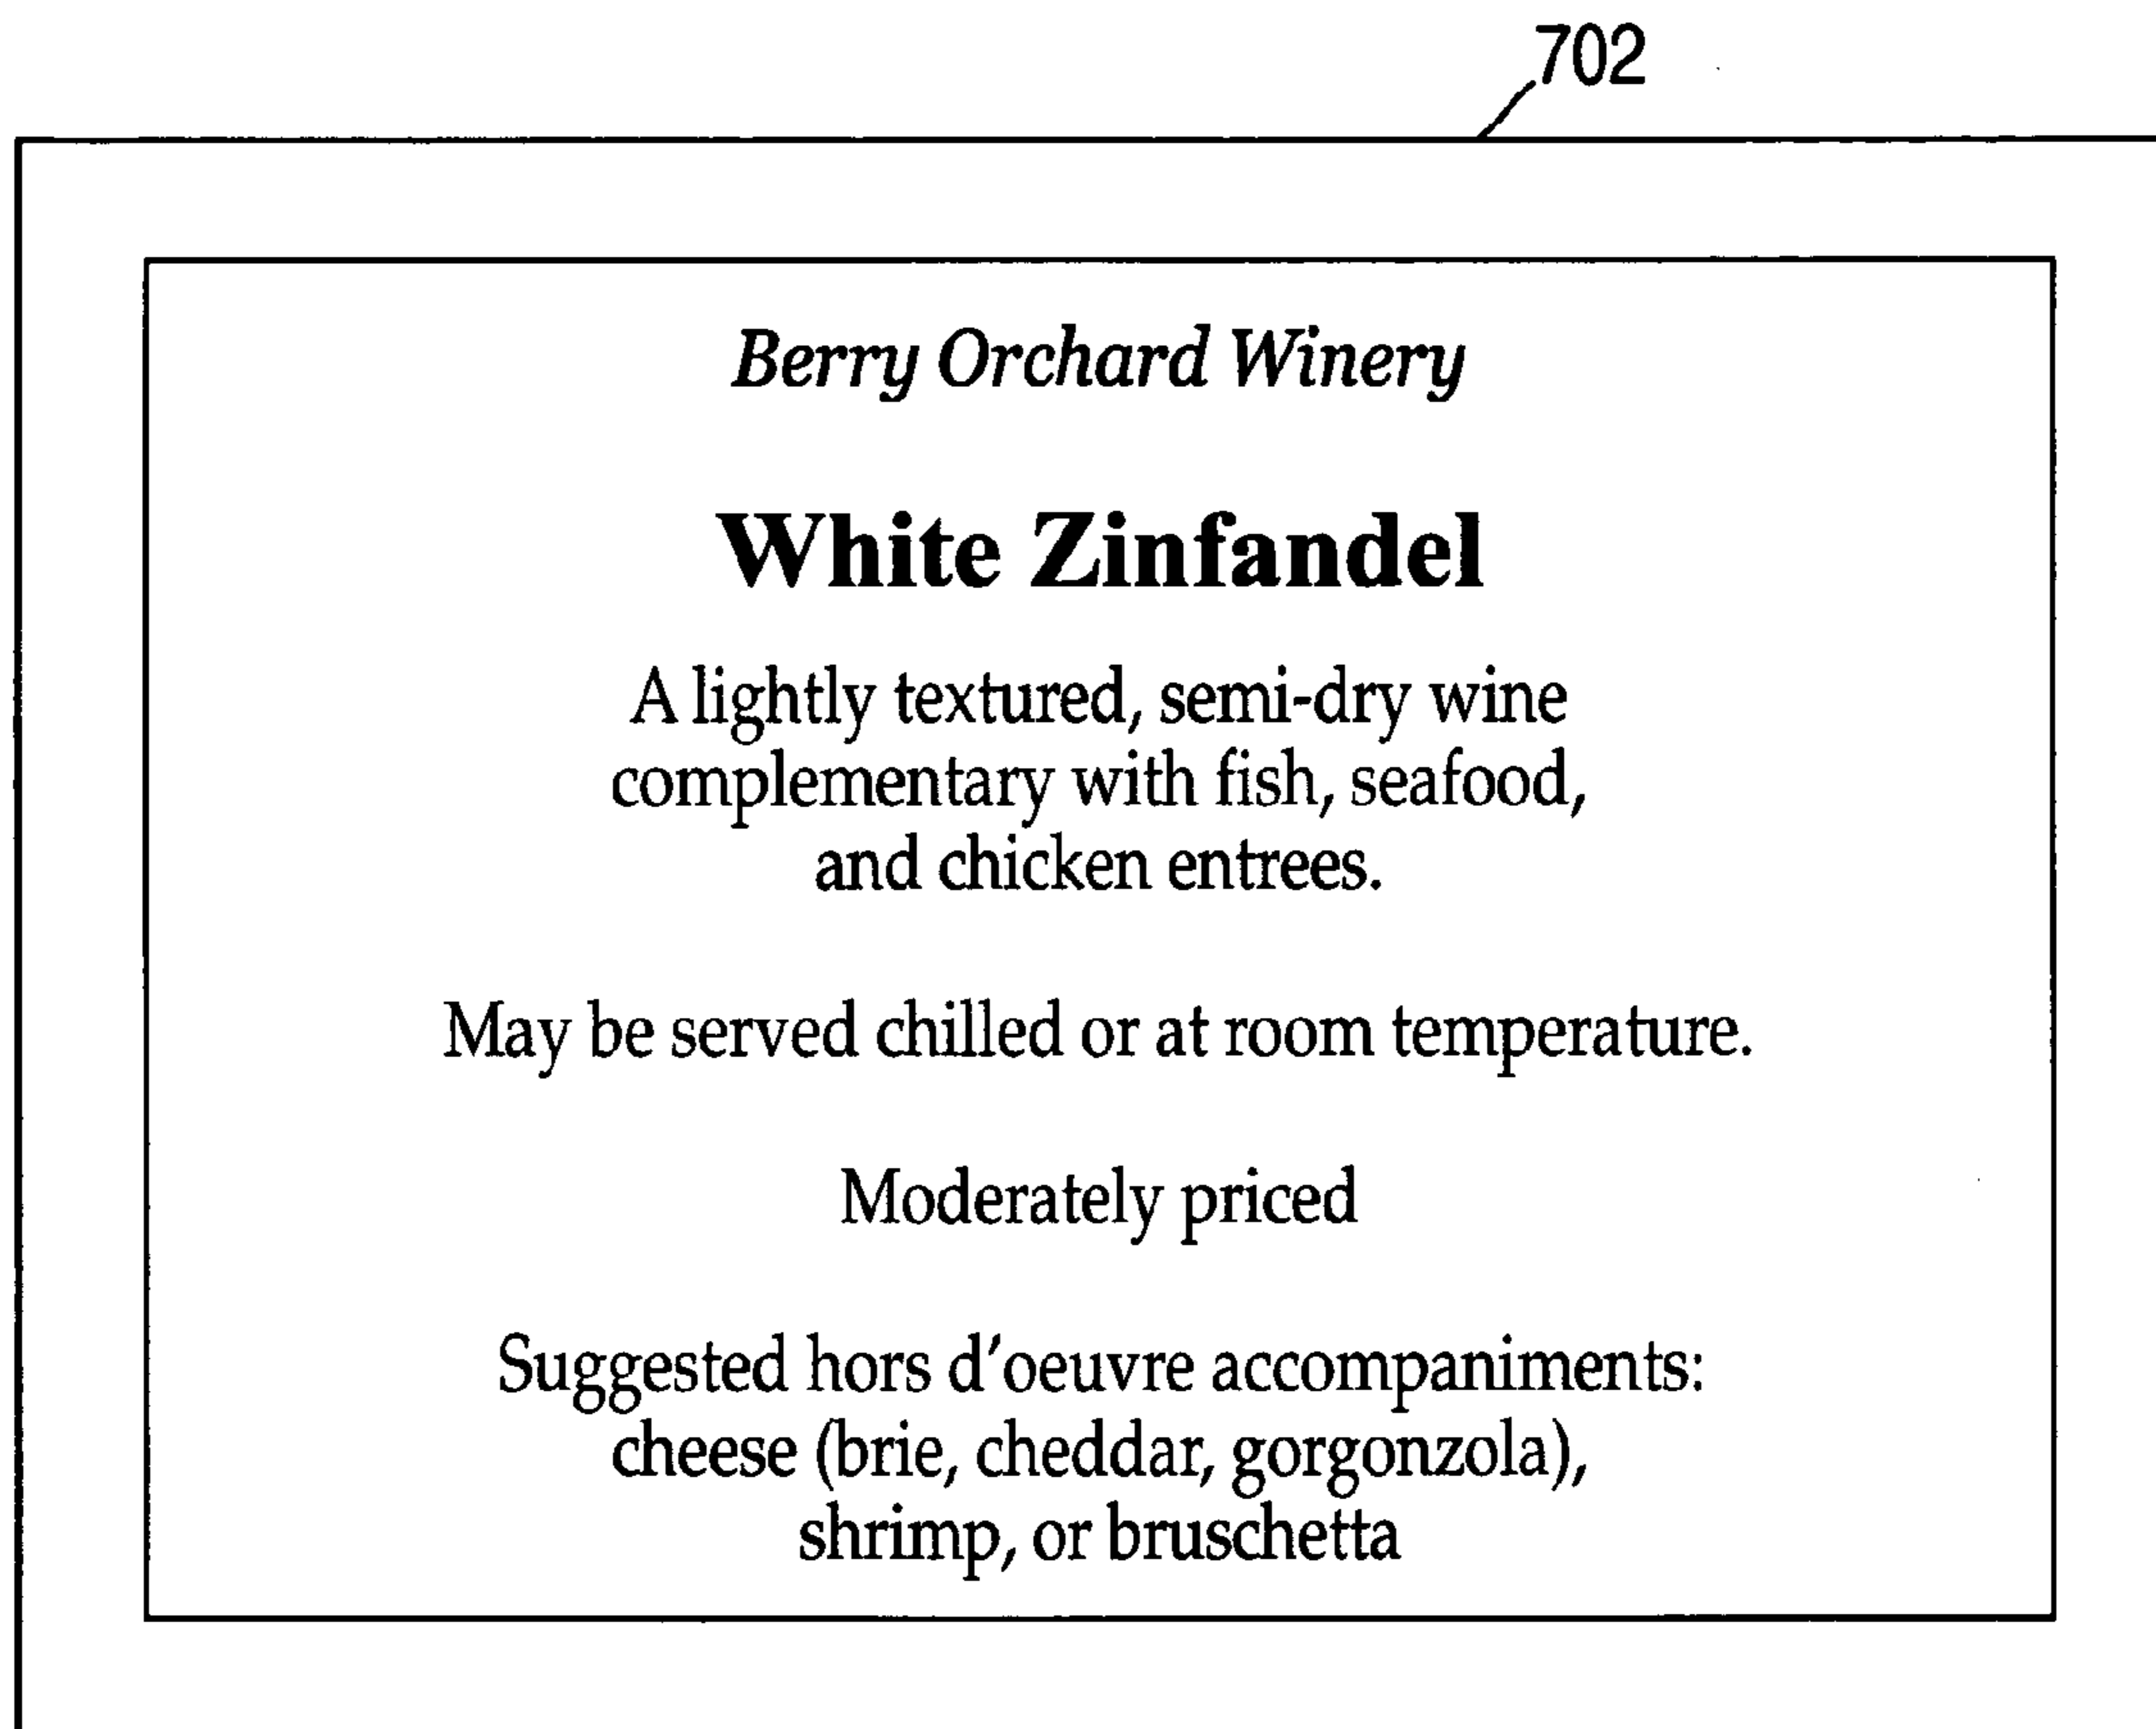 702
Berry Orchard Winery
White Zinfandel
A lightly textured, semi-dry wine
complementary with fish, seafood,
and chicken entrees.
May be served chilled or at room temperature.
Moderately priced
Suggested hors d'oeuvre accompaniments:
cheese (brie, cheddar, gorgonzola),
shrimp, or bruschetta